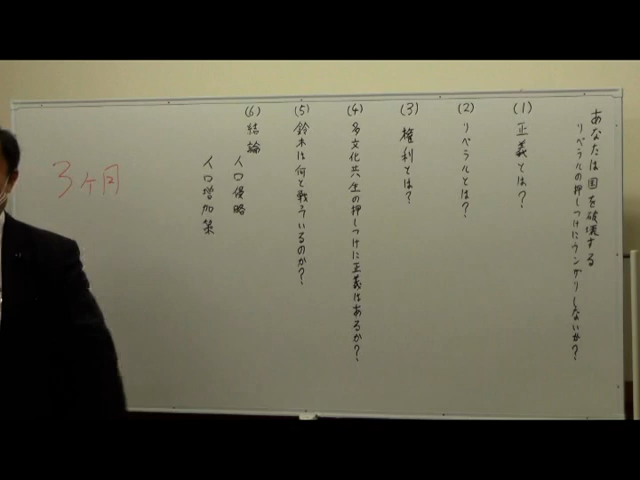 あなたは国を破壊する
リベラルの押しつけにウンザリしないか?
(1) 正義とは?
(2) リベラルとは?
(3) 権利とは?
(4) 多文化共生の押しつけに正義はあるか?
(5) 鈴木は何と戦っているのか?
(6) 結論
人口侵略
人口増加策
3ヶ月